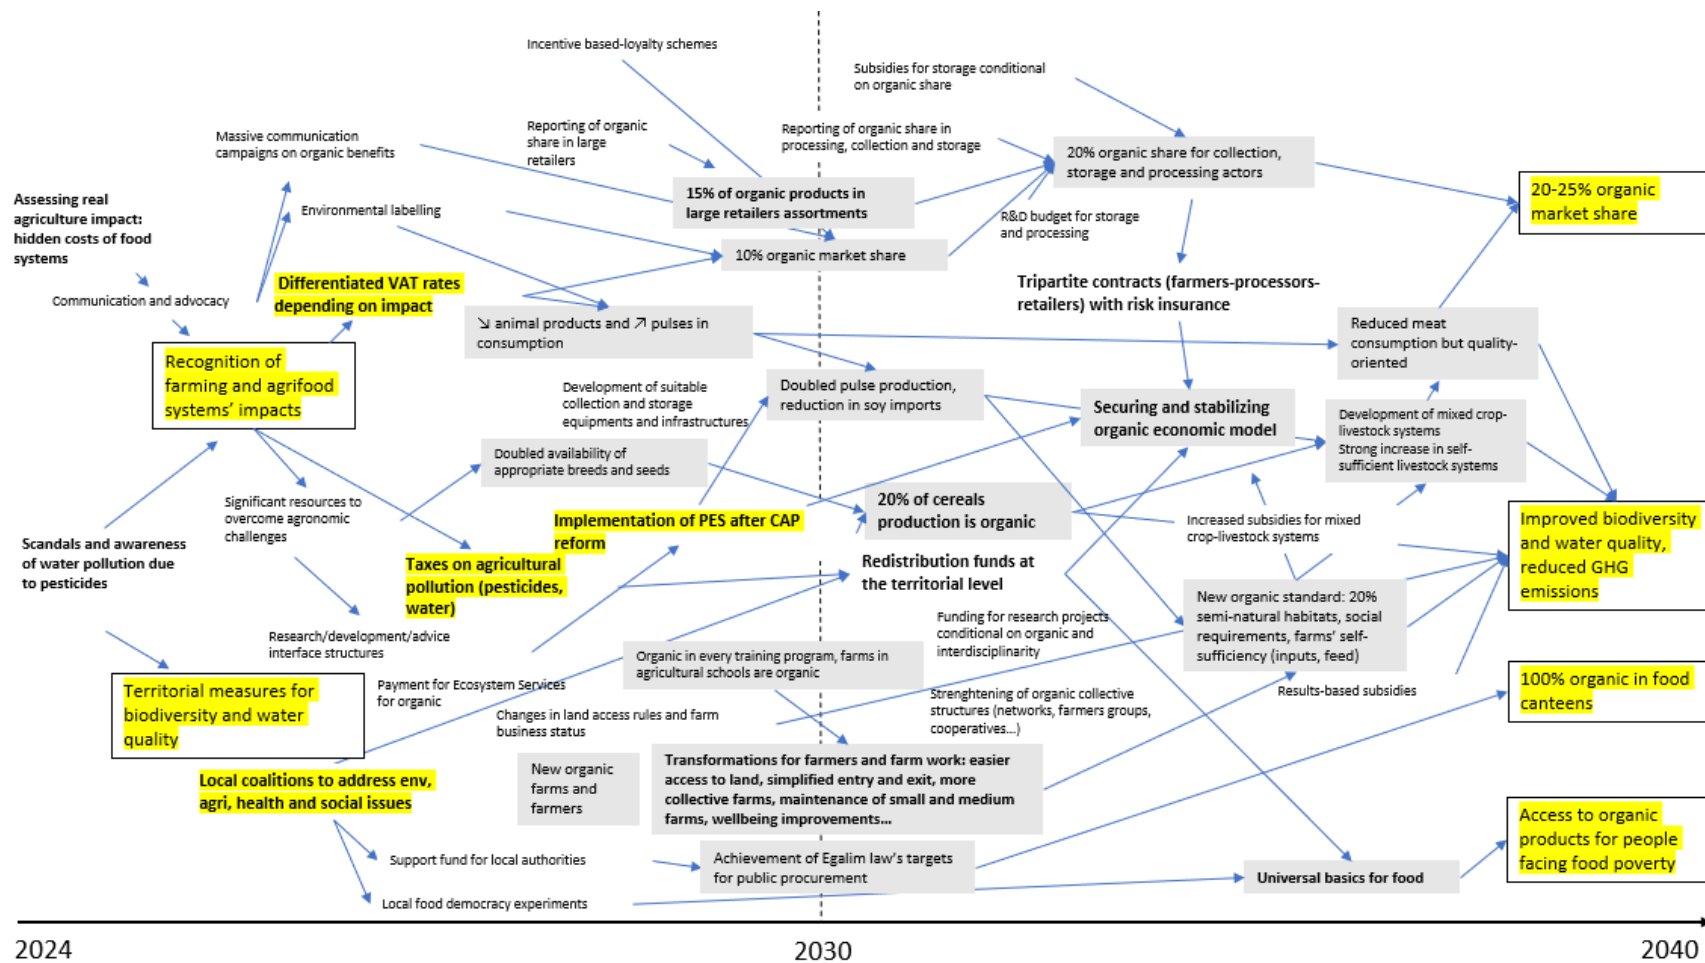 Incentive based-loyalty schemes
Subsidies for storage conditional
on organic share
Massive communication
campaigns on organic benefits
Reporting of organic
share in large
retailers
Reporting of organic share in
processing, collection and storage
20% organic share for collection,
storage and processing actors
Assessing real
agriculture impact:
hidden costs of food
systems
Environmental labelling
15% of organic products in
large retailers assortments
R&D budget for storage
and processing
20-25% organic
market share
10% organic market share
Communication and advocacy
Differentiated VAT rates
depending on impact
Tripartite contracts (farmers-processors-
retailers) with risk insurance
↘ animal products and ↗ pulses in
consumption
Reduced meat
consumption but quality-
oriented
Recognition of
farming and agrifood
systems’ impacts
Development of suitable
collection and storage
equipments and infrastructures
Doubled pulse production,
reduction in soy imports
Securing and stabilizing
organic economic model
Development of mixed crop-
livestock systems
Strong increase in self-
sufficient livestock systems
Doubled availability of
appropriate breeds and seeds
Significant resources to
overcome agronomic
challenges
20% of cereals
production is organic
Implementation of PES after CAP
reform
Increased subsidies for mixed
crop-livestock systems
Improved biodiversity
and water quality,
reduced GHG
emissions
Scandals and awareness
of water pollution due
to pesticides
Taxes on agricultural
pollution (pesticides,
water)
Redistribution funds at
the territorial level
New organic standard: 20%
semi-natural habitats, social
requirements, farms’ self-
sufficiency (inputs, feed)
Research/development/advice
interface structures
Funding for research projects
conditional on organic and
interdisciplinarity
Organic in every training program, farms in
agricultural schools are organic
Territorial measures for
biodiversity and water
quality
Payment for Ecosystem Services
for organic
Results-based subsidies
100% organic in food
canteens
Changes in land access rules and farm
business status
Strenghtening of organic collective
structures (networks, farmers groups,
cooperatives...)
Local coalitions to address env,
agri, health and social issues
New organic
farms and
farmers
Transformations for farmers and farm work: easier
access to land, simplified entry and exit, more
collective farms, maintenance of small and medium
farms, wellbeing improvements...
Access to organic
products for people
facing food poverty
Support fund for local authorities
Achievement of Egalim law’s targets
for public procurement
Universal basics for food
Local food democracy experiments
2024
2030
2040